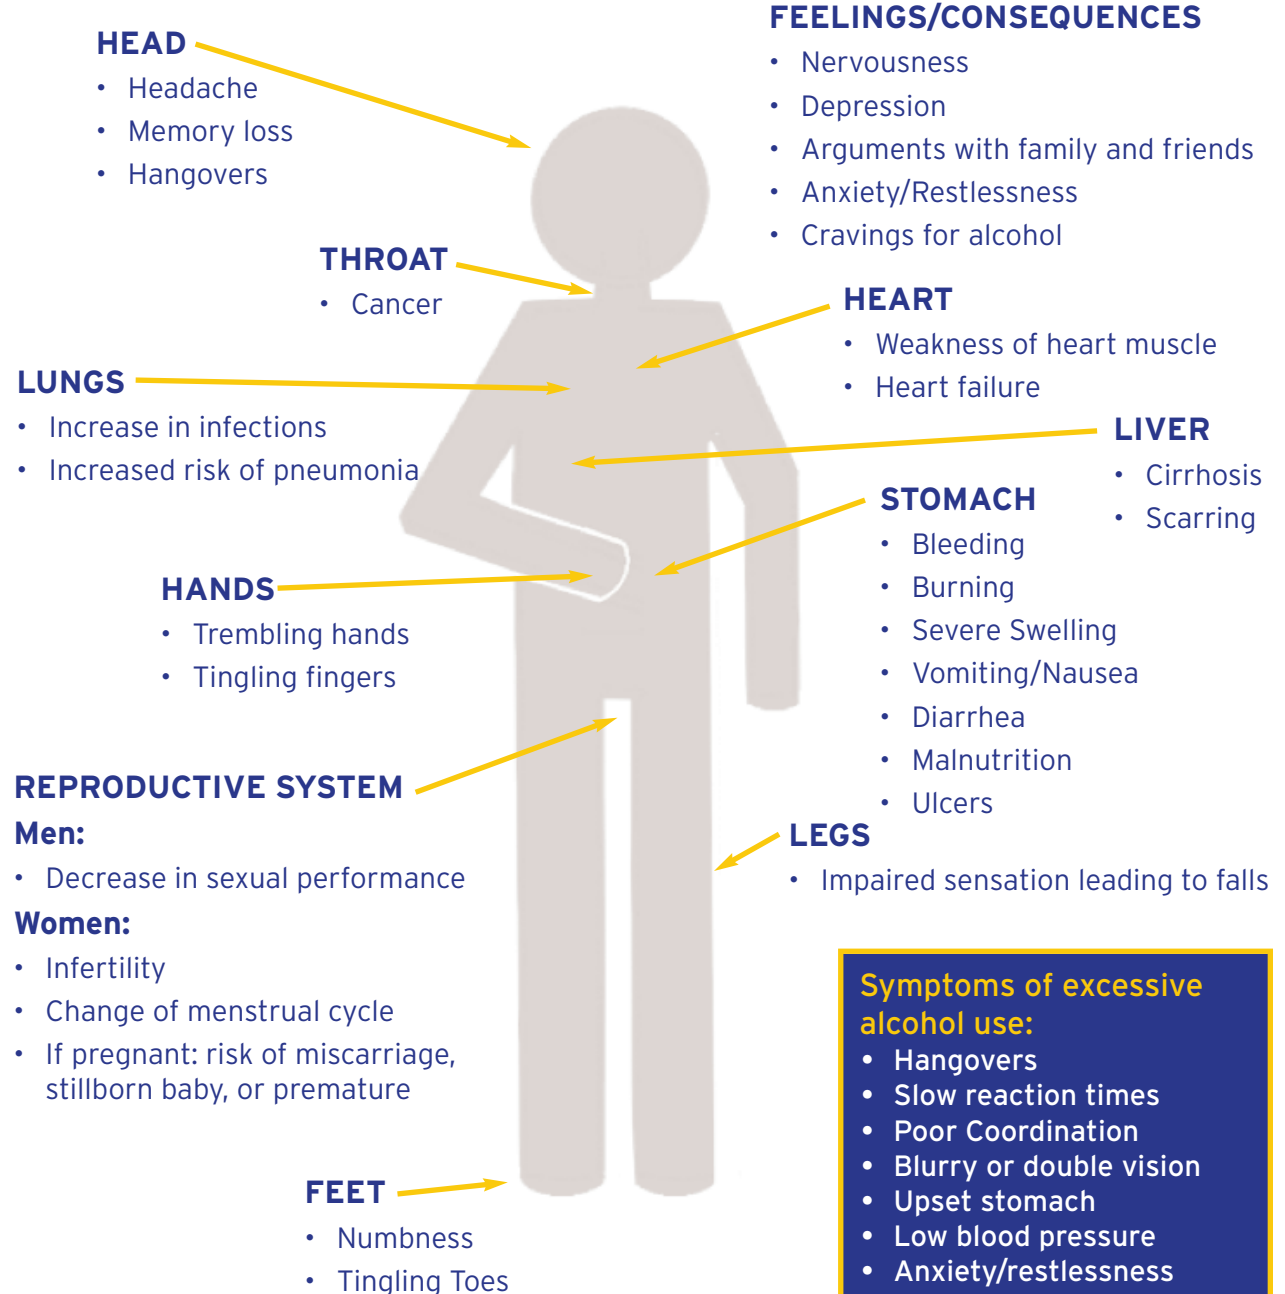 HEAD
• Headache
• Memory loss
• Hangovers
FEELINGS/CONSEQUENCES
• Nervousness
• Depression
• Arguments with family and friends
• Anxiety/Restlessness
• Cravings for alcohol
THROAT
• Cancer
HEART
• Weakness of heart muscle
• Heart failure
LUNGS
• Increase in infections
• Increased risk of pneumonia
LIVER
• Cirrhosis
• Scarring
STOMACH
• Bleeding
• Burning
• Severe Swelling
• Vomiting/Nausea
• Diarrhea
• Malnutrition
• Ulcers
HANDS
• Trembling hands
• Tingling fingers
REPRODUCTIVE SYSTEM
Men:
• Decrease in sexual performance
Women:
• Infertility
• Change of menstrual cycle
• If pregnant: risk of miscarriage,
stillborn baby, or premature
LEGS
• Impaired sensation leading to falls
FEET
• Numbness
• Tingling Toes
Symptoms of excessive
alcohol use:
• Hangovers
• Slow reaction times
• Poor Coordination
• Blurry or double vision
• Upset stomach
• Low blood pressure
• Anxiety/restlessness